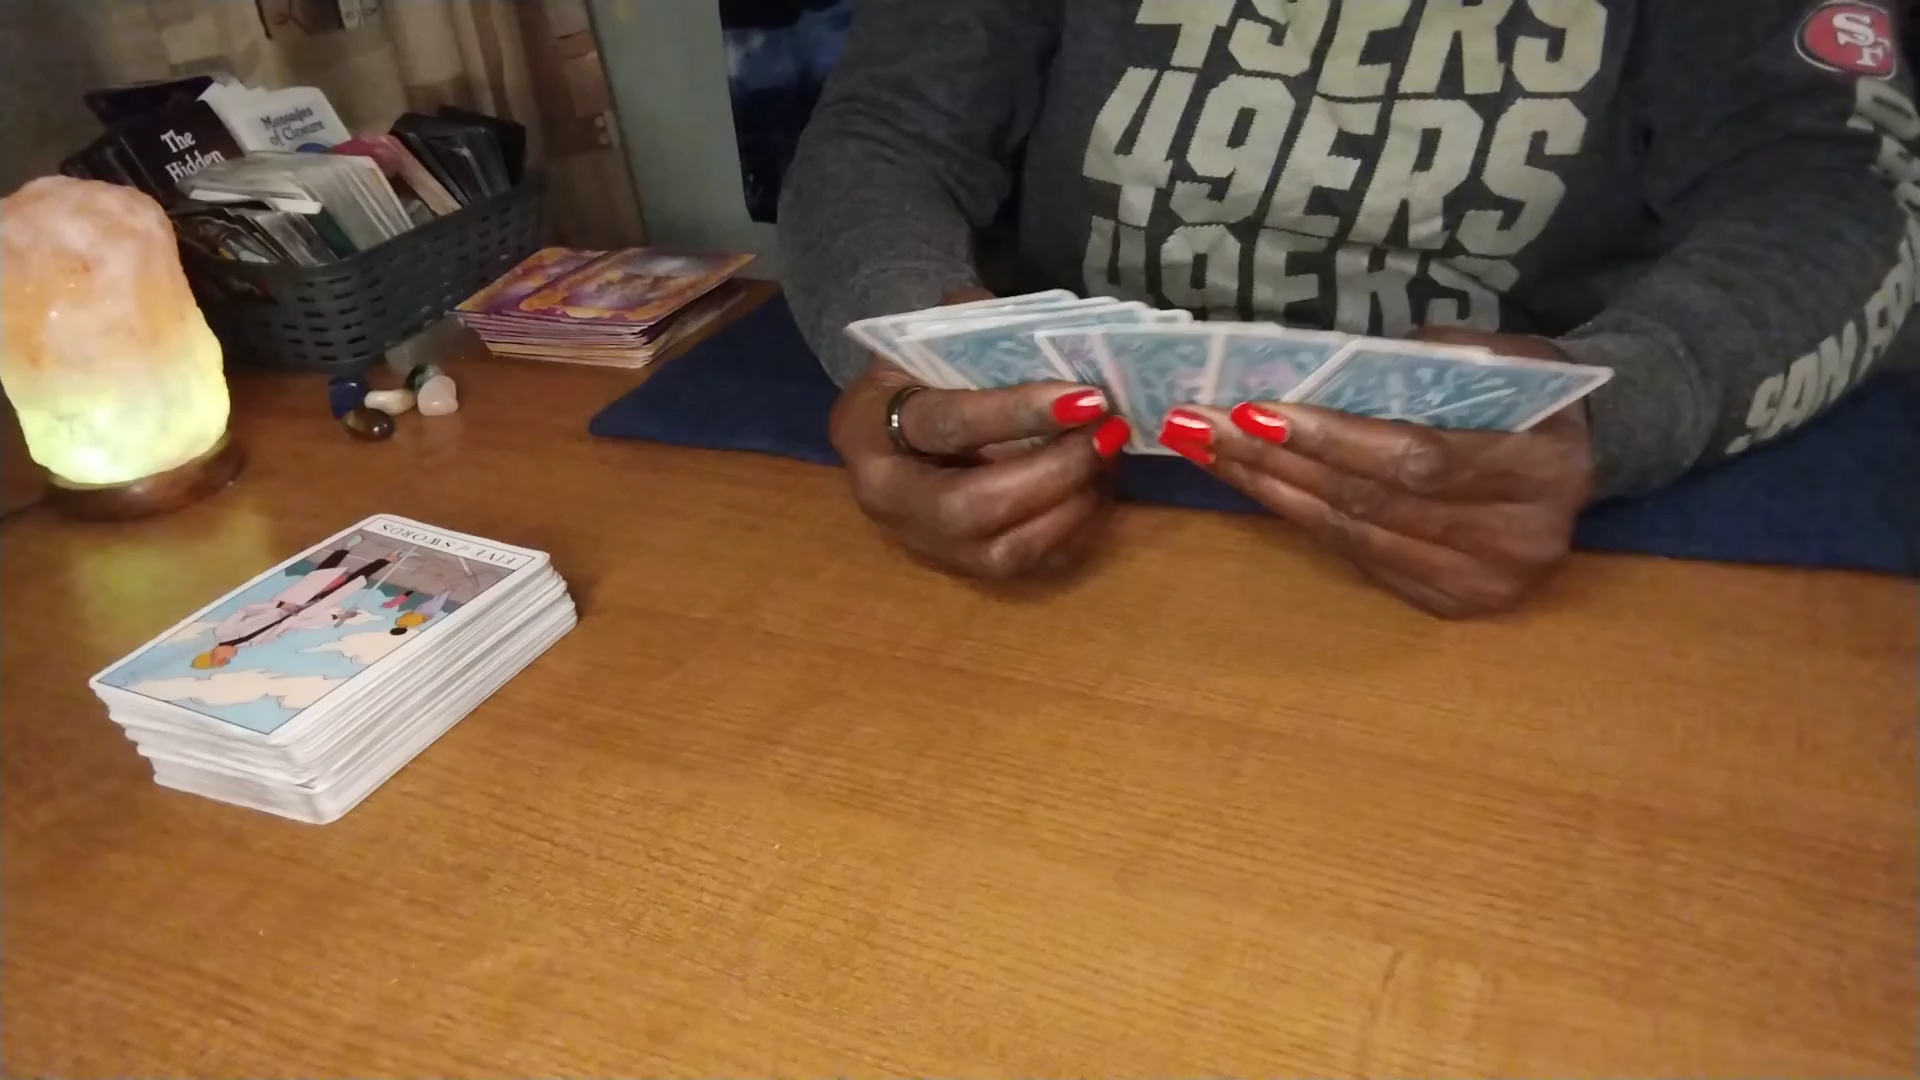 The
Hidden
Messages
of Closure
49ERS
49ERS
49ERS
SF
SAN FRA
FIVE of SWORDS